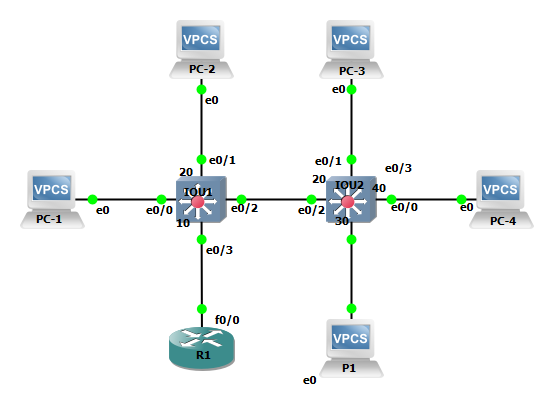 VPCS
PC-2
e0
VPCS
PC-3
e0
e0/1
20
IOU1
e0/1
e0/3
20
IOU2
40
VPCS
PC-1
e0
e0/0
10
e0/2
e0/2
30
e0/0
e0
VPCS
PC-4
e0/3
f0/0
R1
VPCS
P1
e0